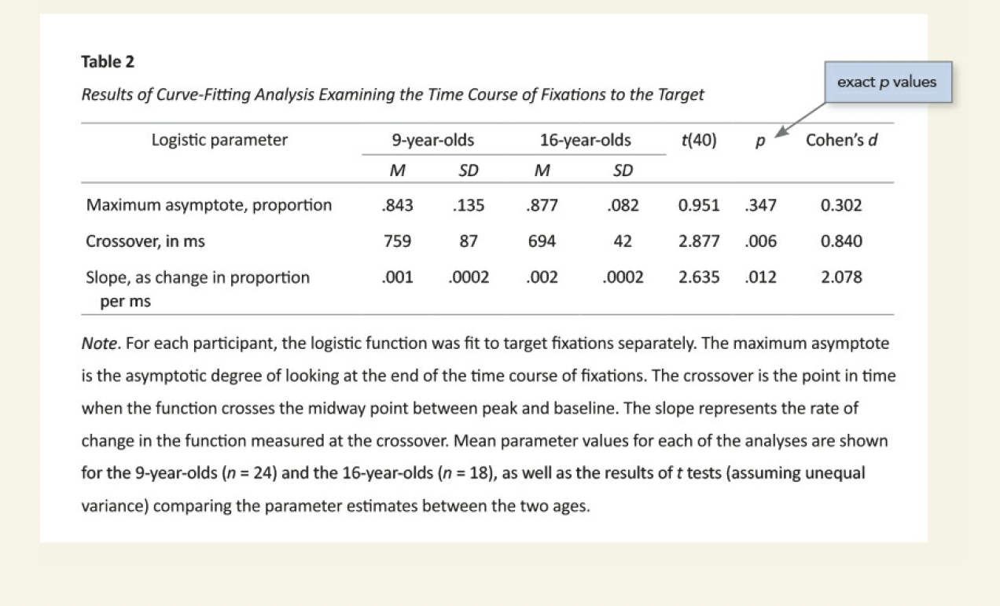 Table 2
exact p values
Results of Curve-Fitting Analysis Examining the Time Course of Fixations to the Target
Logistic parameter 9-year-olds 16-year-olds t(40) p Cohen’s d
M SD M SD
Maximum asymptote, proportion .843 .135 .877 .082 0.951 .347 0.302
Crossover, in ms 759 87 694 42 2.877 .006 0.840
Slope, as change in proportion .001 .0002 .002 .0002 2.635 .012 2.078
per ms
Note. For each participant, the logistic function was fit to target fixations separately. The maximum asymptote
is the asymptotic degree of looking at the end of the time course of fixations. The crossover is the point in time
when the function crosses the midway point between peak and baseline. The slope represents the rate of
change in the function measured at the crossover. Mean parameter values for each of the analyses are shown
for the 9-year-olds (n = 24) and the 16-year-olds (n = 18), as well as the results of t tests (assuming unequal
variance) comparing the parameter estimates between the two ages.